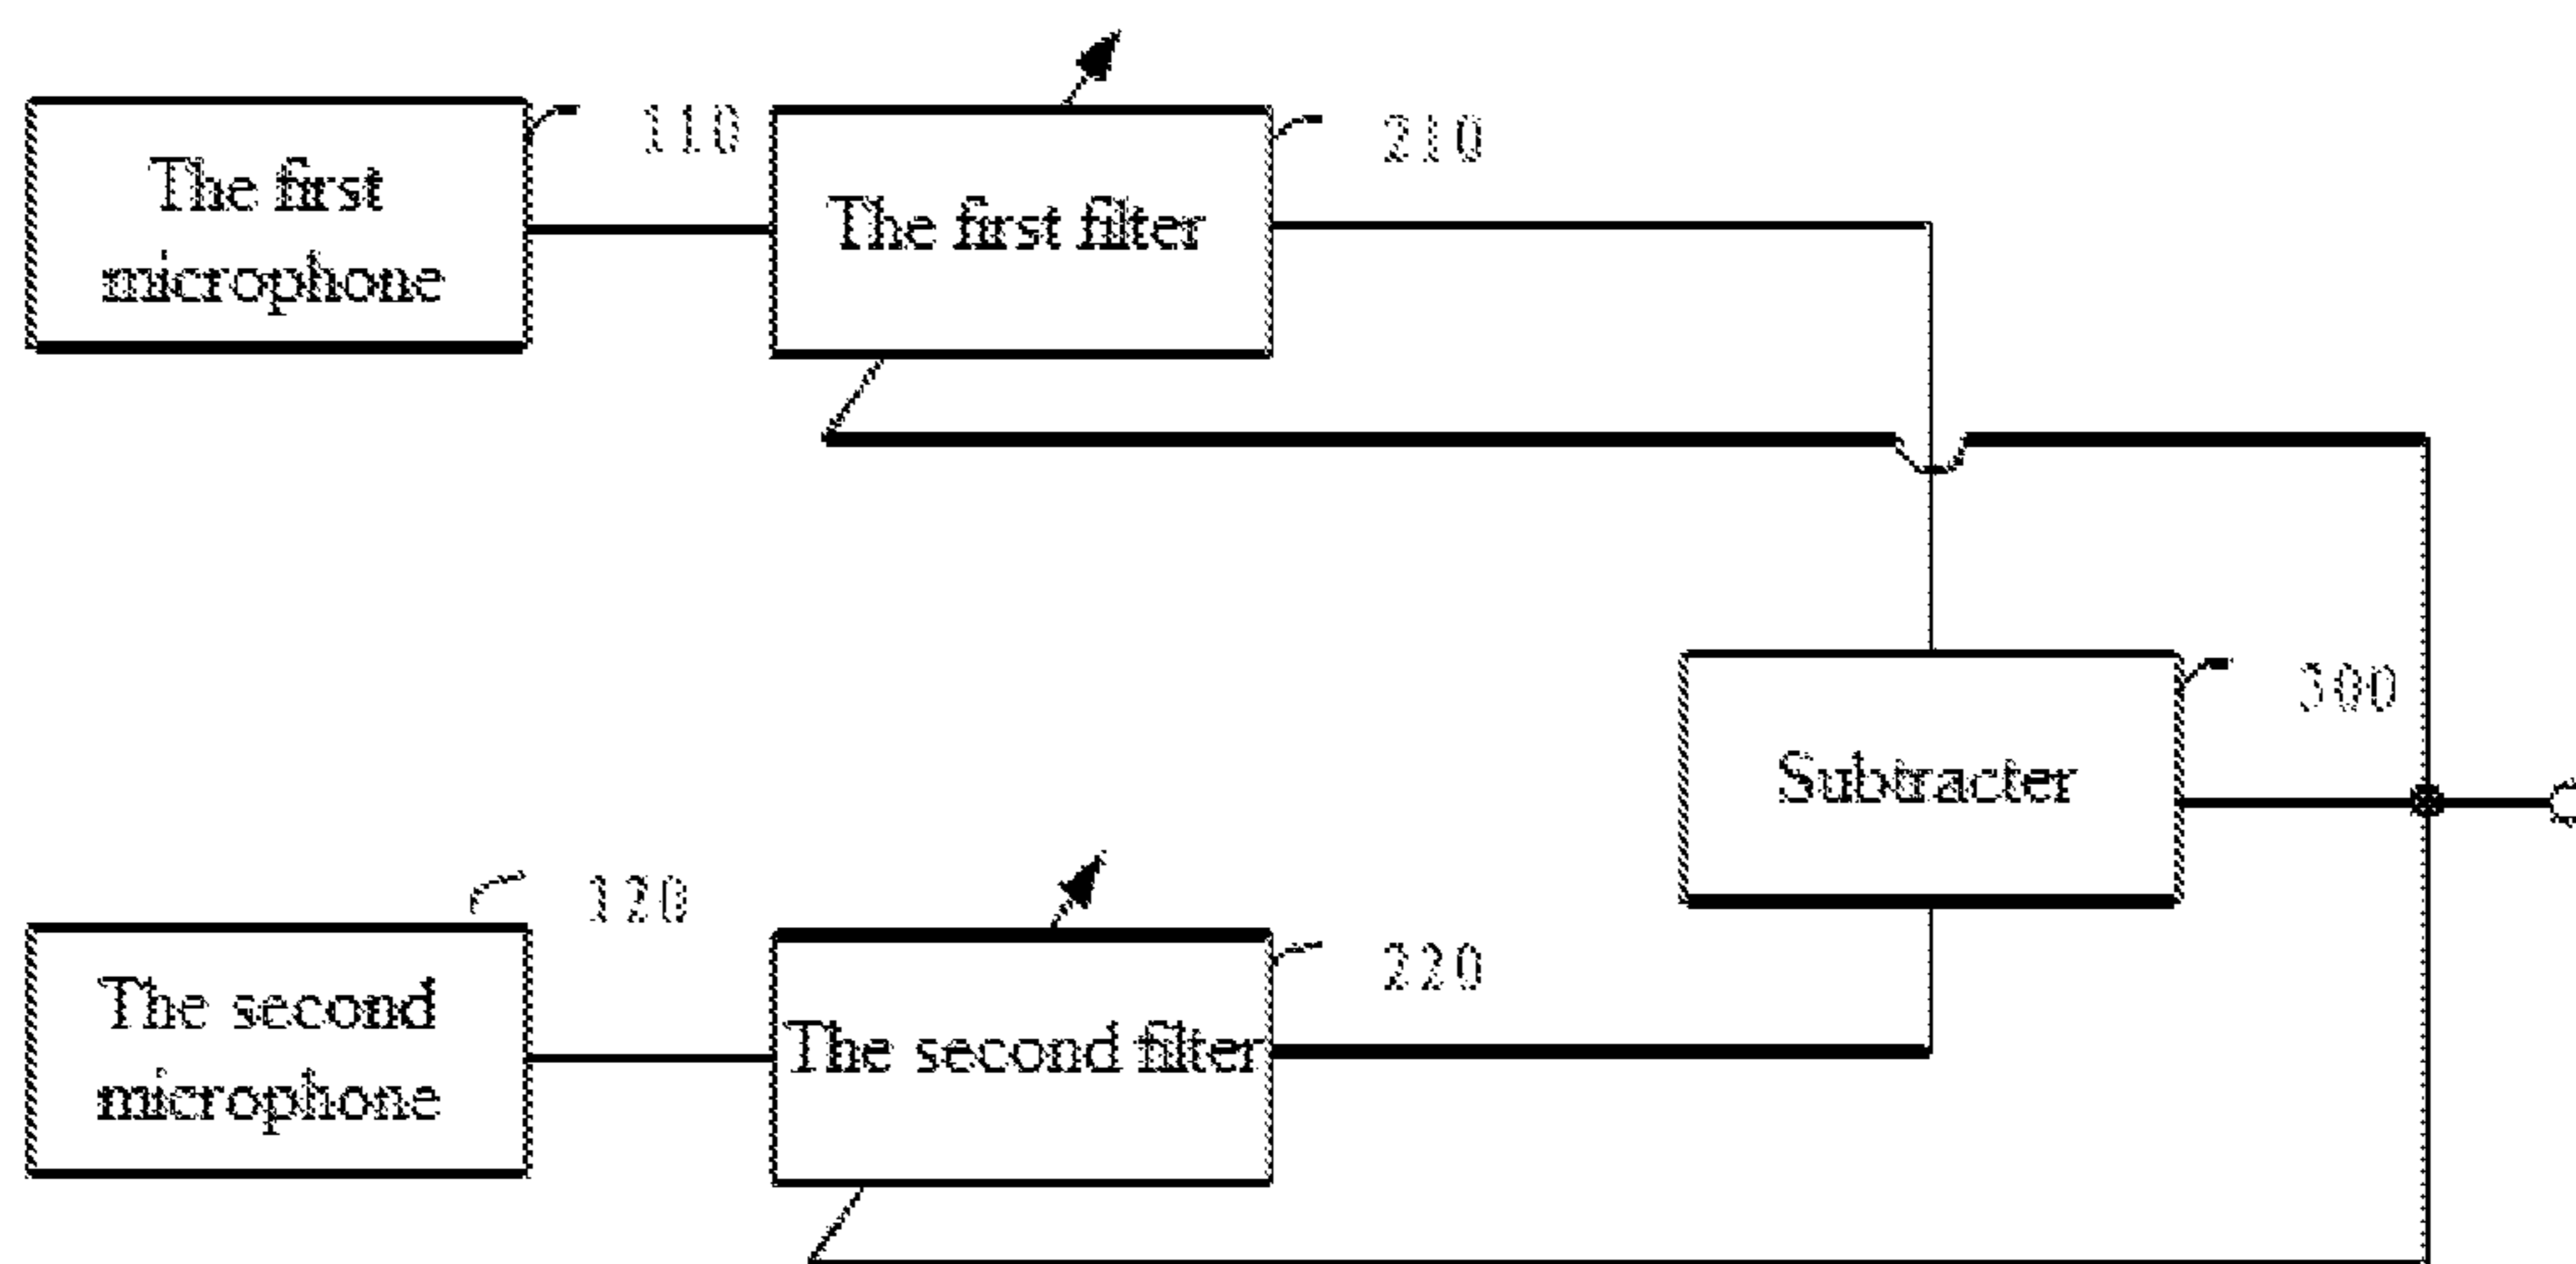 The first
microphone
110
The first filter
210
Subtracter
300
The second
microphone
120
The second filter
220